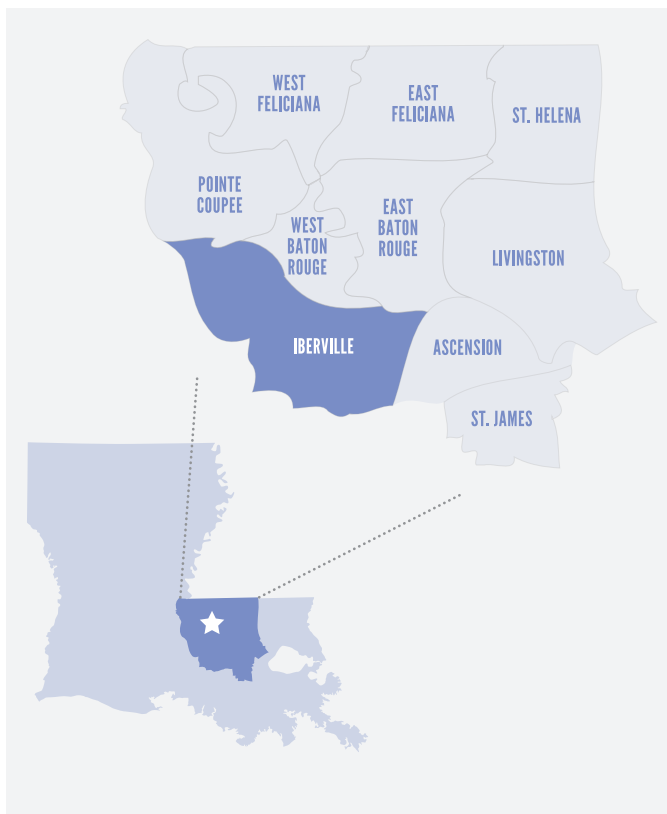 WEST
FELICIANA
EAST
FELICIANA
ST. HELENA
POINTE
COUPEE
WEST
BATON
ROUGE
EAST
BATON
ROUGE
LIVINGSTON
IBERVILLE
ASCENSION
ST. JAMES